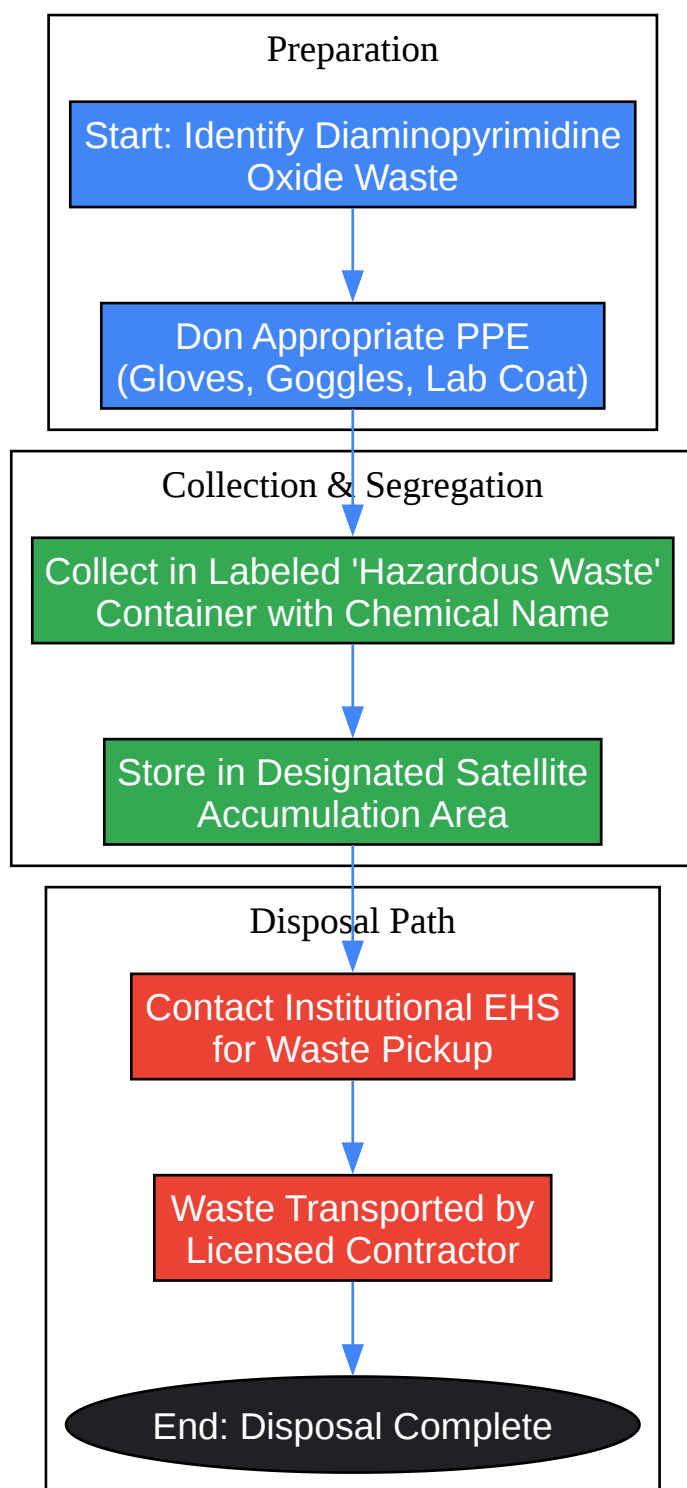 Preparation
Start: Identify Diaminopyrimidine
Oxide Waste
Don Appropriate PPE
(Gloves, Goggles, Lab Coat)
Collection & Segregation
Collect in Labeled 'Hazardous Waste'
Container with Chemical Name
Store in Designated Satellite
Accumulation Area
Disposal Path
Contact Institutional EHS
for Waste Pickup
Waste Transported by
Licensed Contractor
End: Disposal Complete